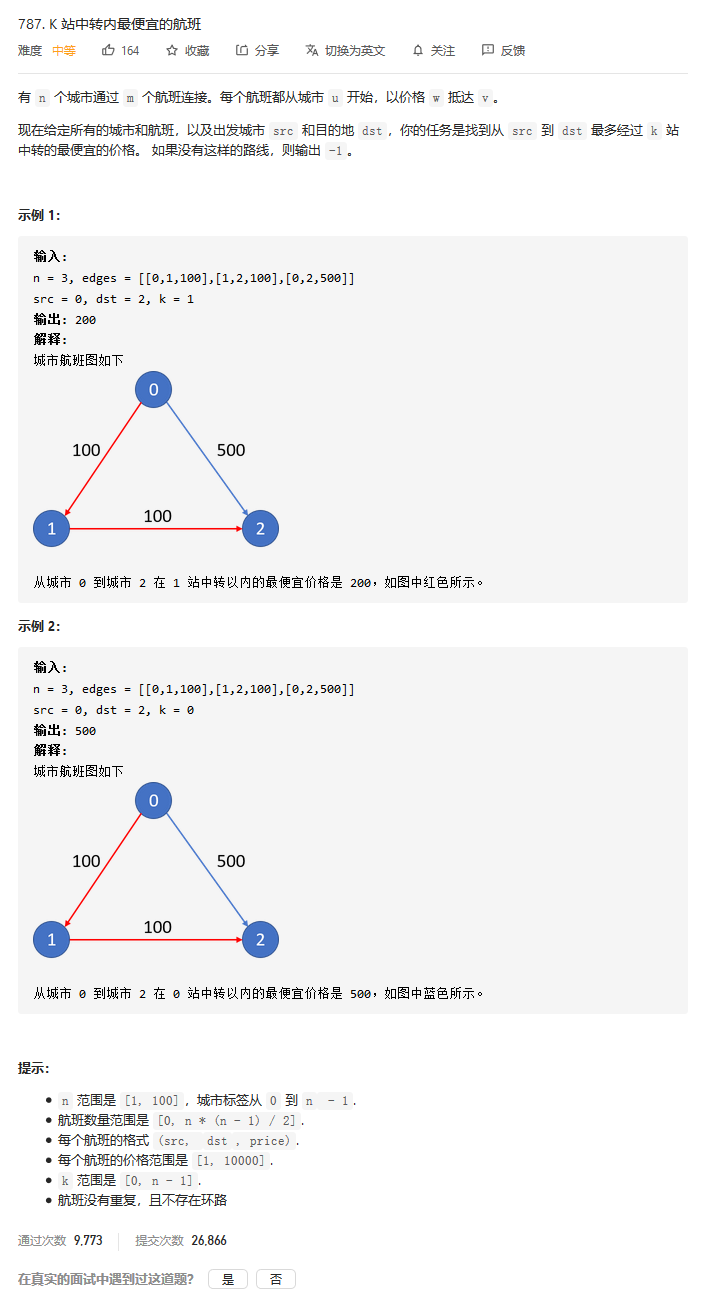 787. K 站中转内最便宜的航班
难度 中等 164 收藏 分享 切换为英文 关注 反馈
有 n 个城市通过 m 个航班连接。每个航班都从城市 u 开始，以价格 w 抵达 v 。
现在给定所有的城市和航班，以及出发城市 src 和目的地 dst ，你的任务是找到从 src 到 dst 最多经过 k 站
中转的最便宜的价格。 如果没有这样的路线，则输出 -1 。
示例 1：
输入：
n = 3, edges = [[0,1,100],[1,2,100],[0,2,500]]
src = 0, dst = 2, k = 1
输出: 200
解释：
城市航班图如下
0
100 500
100
1 2
从城市 0 到城市 2 在 1 站中转以内的最便宜价格是 200，如图中红色所示。
示例 2：
输入：
n = 3, edges = [[0,1,100],[1,2,100],[0,2,500]]
src = 0, dst = 2, k = 0
输出: 500
解释：
城市航班图如下
0
100 500
100
1 2
从城市 0 到城市 2 在 0 站中转以内的最便宜价格是 500，如图中蓝色所示。
提示：
• n 范围是 [1, 100] ，城市标签从 0 到 n - 1 .
• 航班数量范围是 [0, n * (n - 1) / 2] .
• 每个航班的格式 (src, dst , price) .
• 每个航班的价格范围是 [1, 10000] .
• k 范围是 [0, n - 1] .
• 航班没有重复，且不存在环路
通过次数 9,773 提交次数 26,866
在真实的面试中遇到过这道题? 是 否